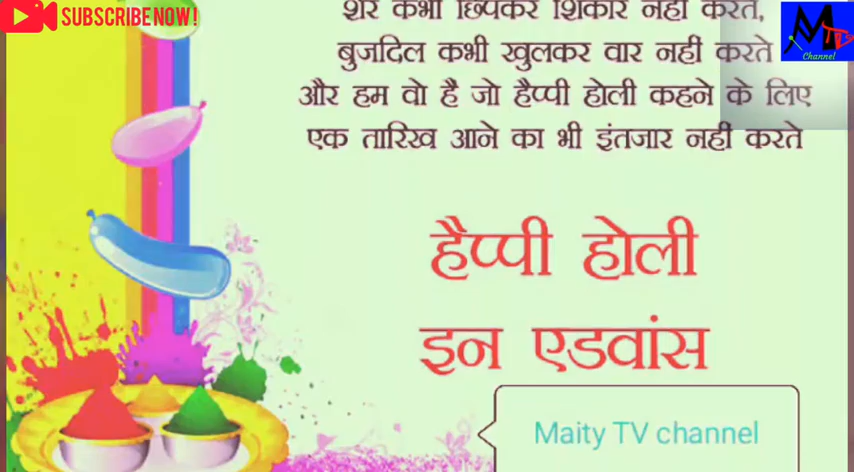 SUBSCRIBE NOW!
शेर कभी छिपकर शिकार नहीं करते,
बुजदिल कभी खुलकर वार नहीं करते
और हम वो है जो हैप्पी होली कहने के लिए
एक तारिख आने का भी इंतजार नहीं करते
MTV
Channel
हैप्पी होली
इन एडवांस
Maity TV channel